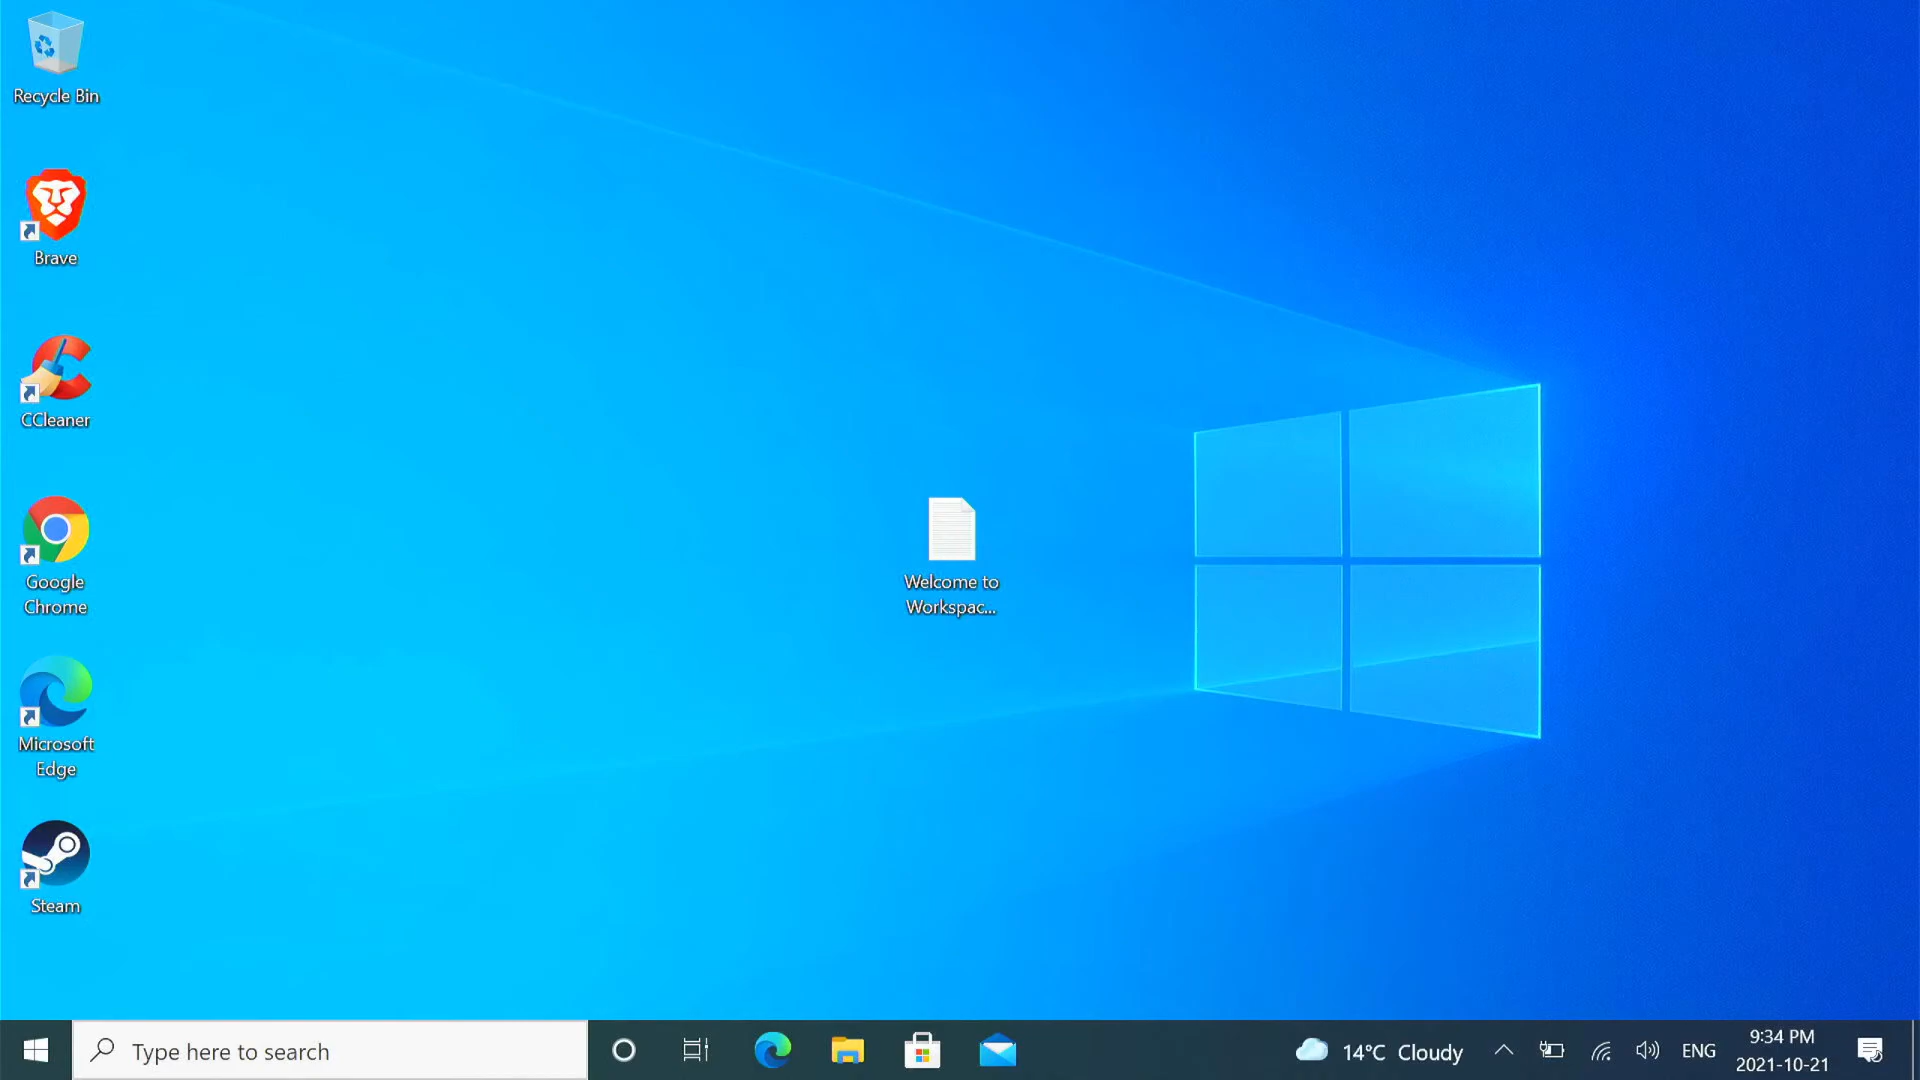 Recycle Bin
Brave
CCleaner
Google
Chrome
Microsoft
Edge
Steam
Welcome to
Workspac...
Type here to search
14°C Cloudy
ENG
9:34 PM
2021-10-21